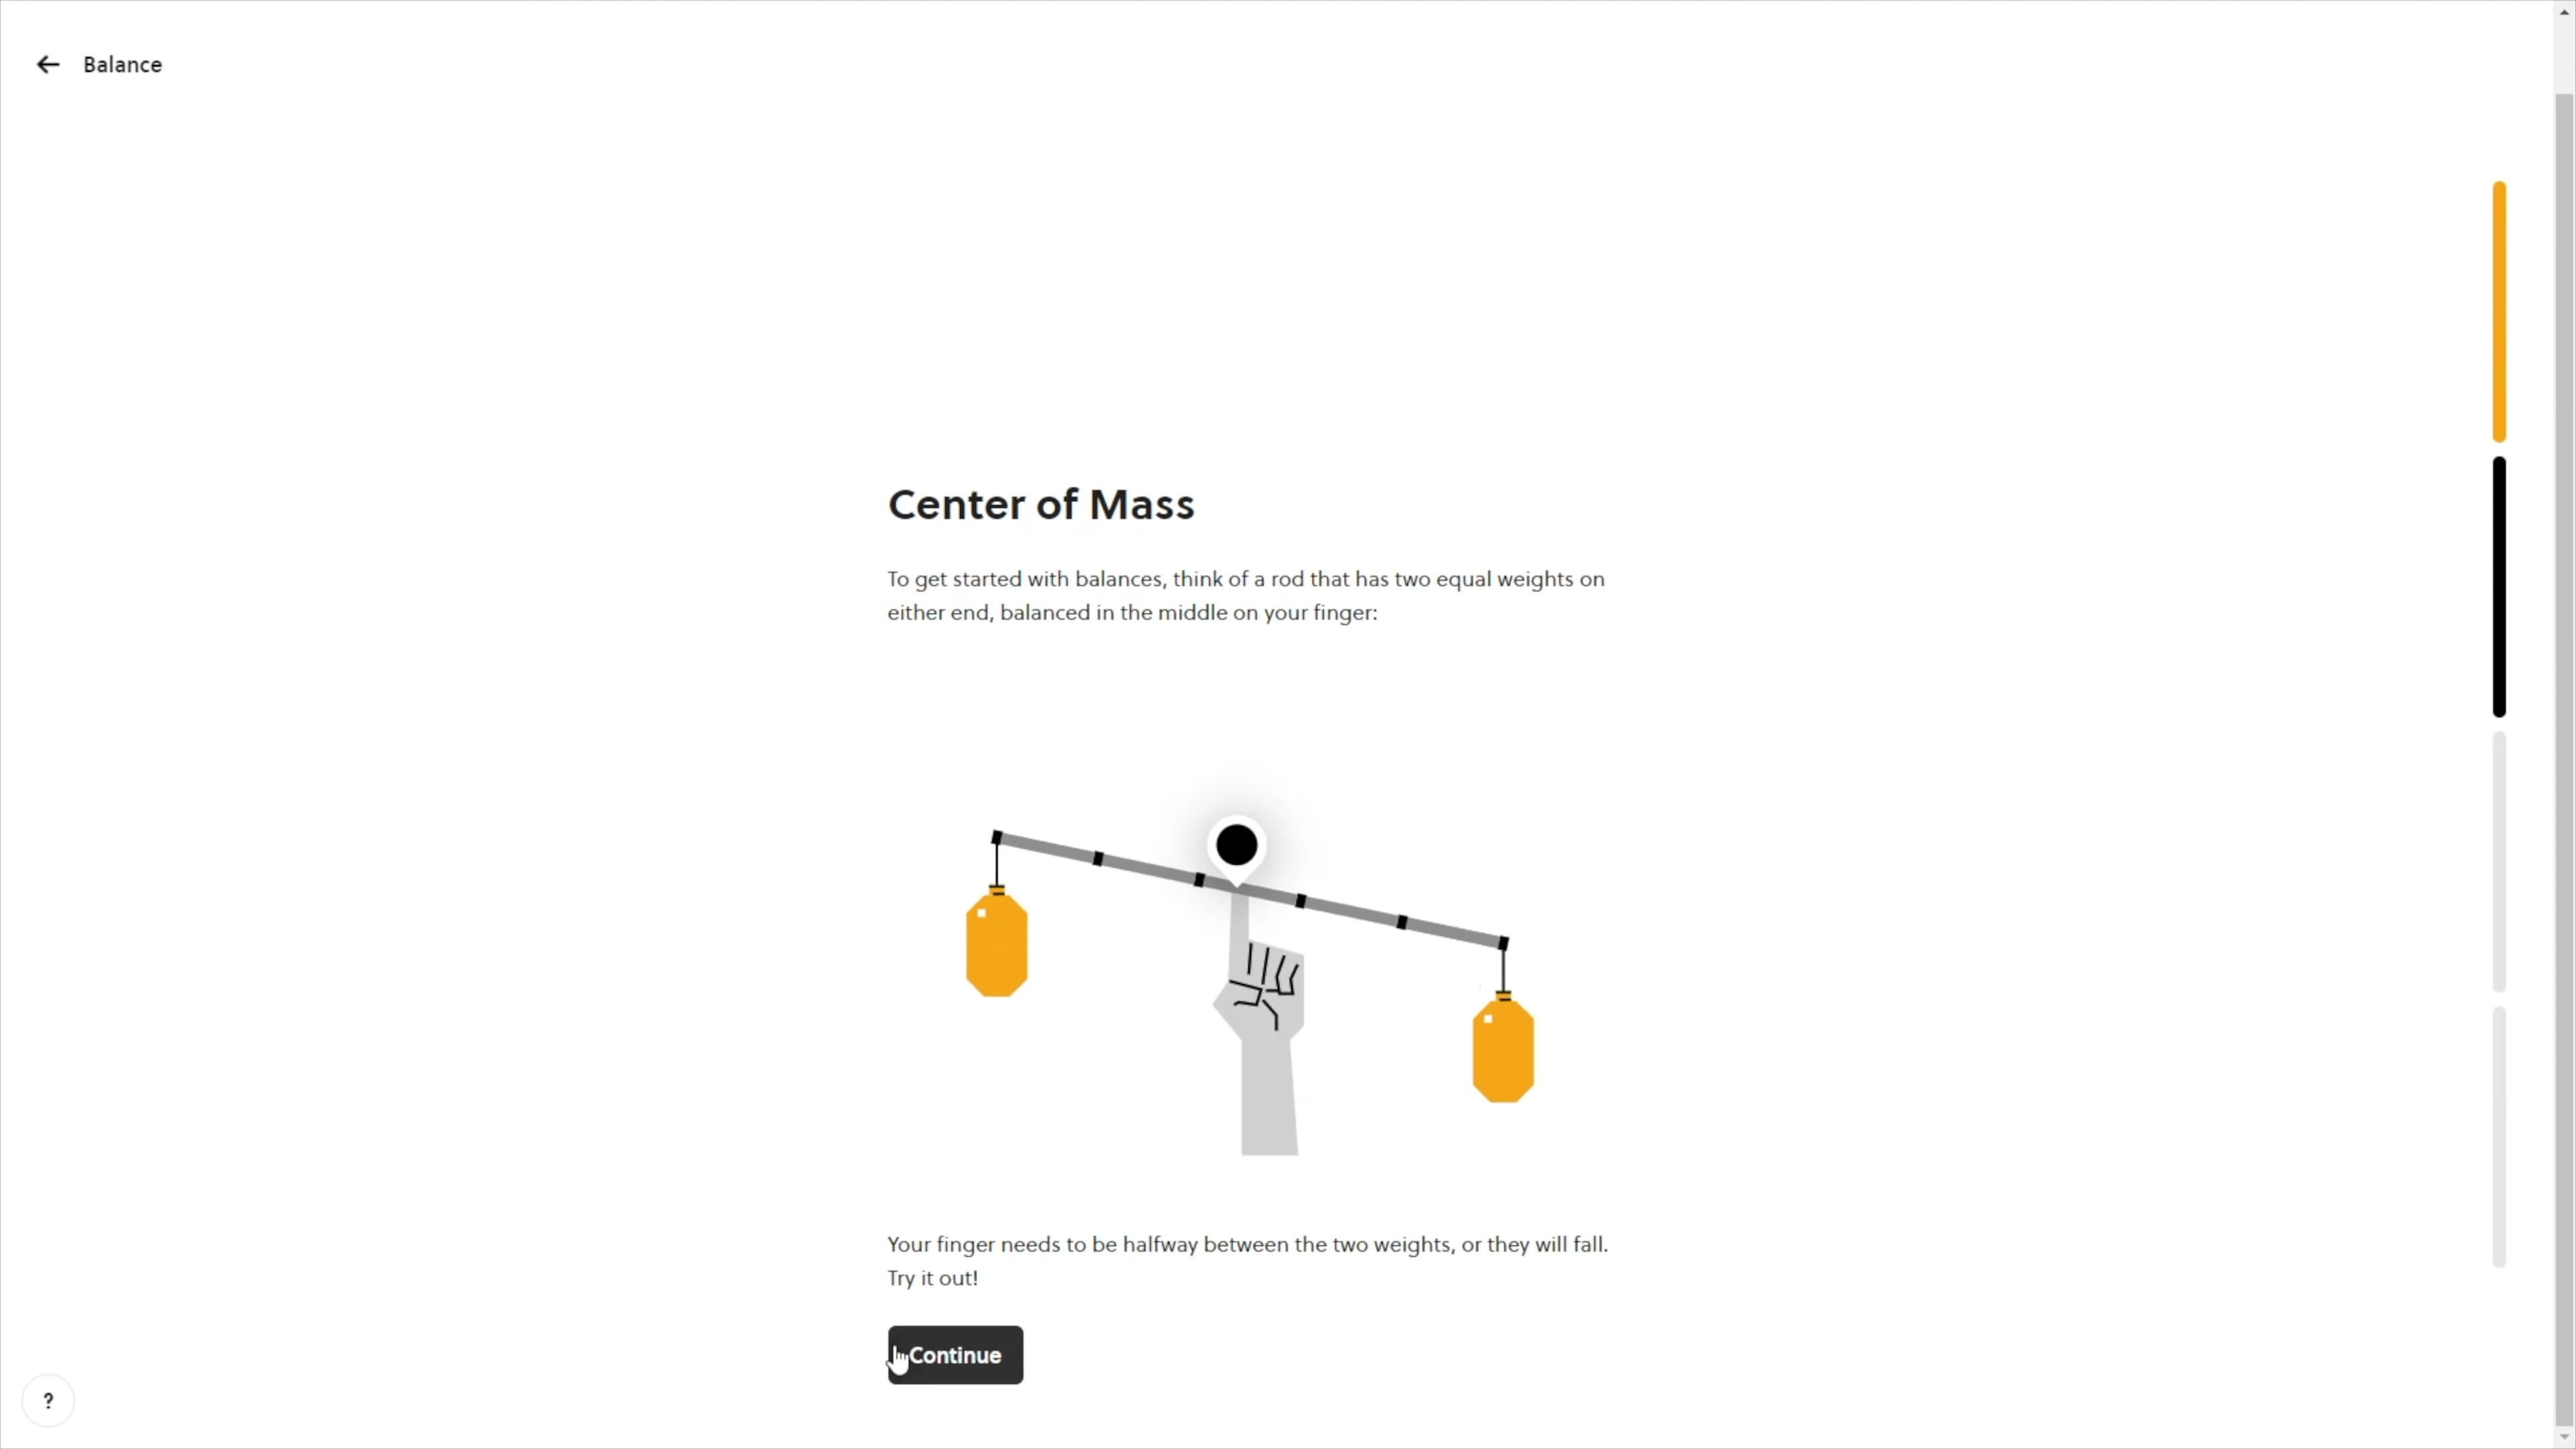 Balance
Center of Mass
To get started with balances, think of a rod that has two equal weights on
either end, balanced in the middle on your finger:
Your finger needs to be halfway between the two weights, or they will fall.
Try it out!
Continue
?